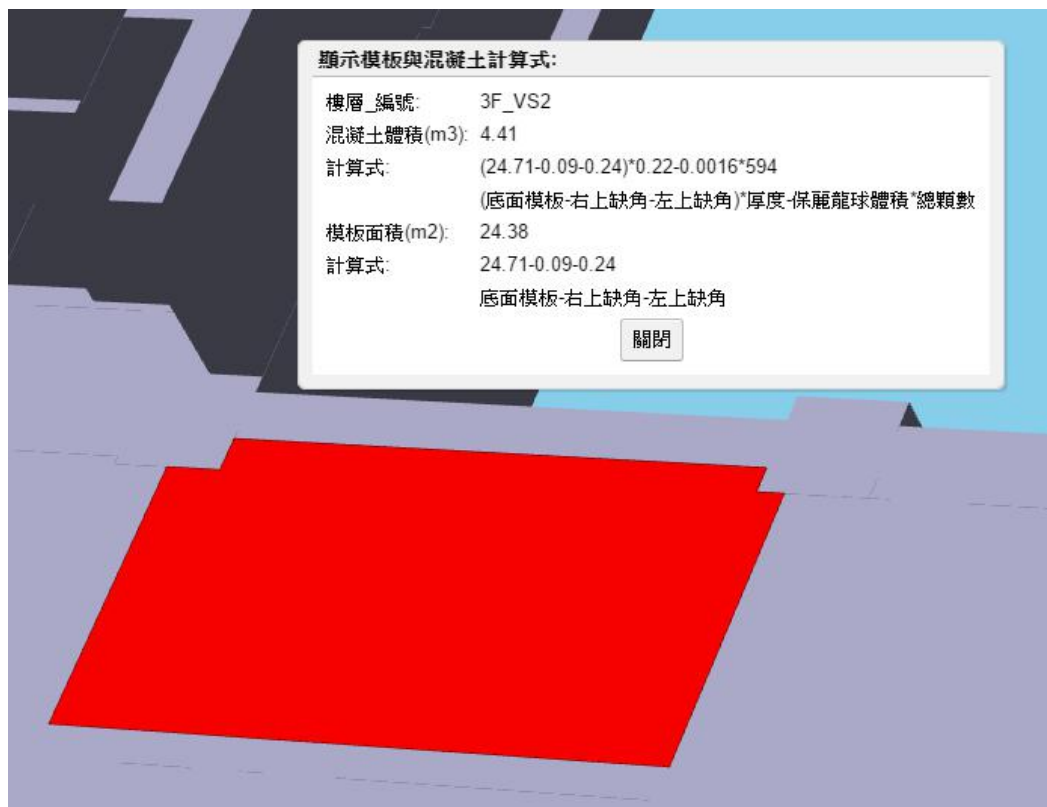 顯示模板與混凝土計算式:
樓層_編號: 3F_VS2
混凝土體積(m3): 4.41
計算式: (24.71-0.09-0.24)*0.22-0.0016*594
(底面模板-右上缺角-左上缺角)*厚度-保麗龍球體積*總顆數
模板面積(m2): 24.38
計算式: 24.71-0.09-0.24
底面模板-右上缺角-左上缺角
關閉